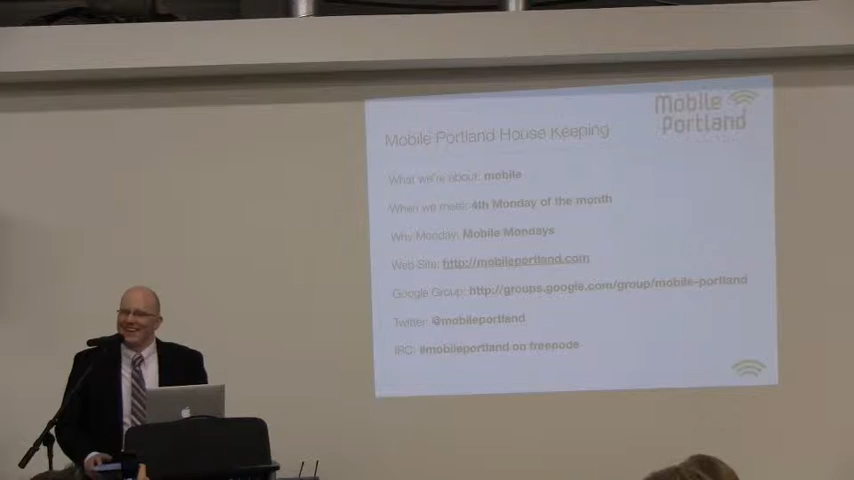 Mobile
Portland
Mobile Portland House Keeping
What we're about: mobile
When we meet: 4th Monday of the month
Why Monday: Mobile Mondays
Web Site: http://mobileportland.com
Google Group: http://groups.google.com/group/mobile-portland
Twitter: @mobileportland
IRC: #mobileportland on freenode